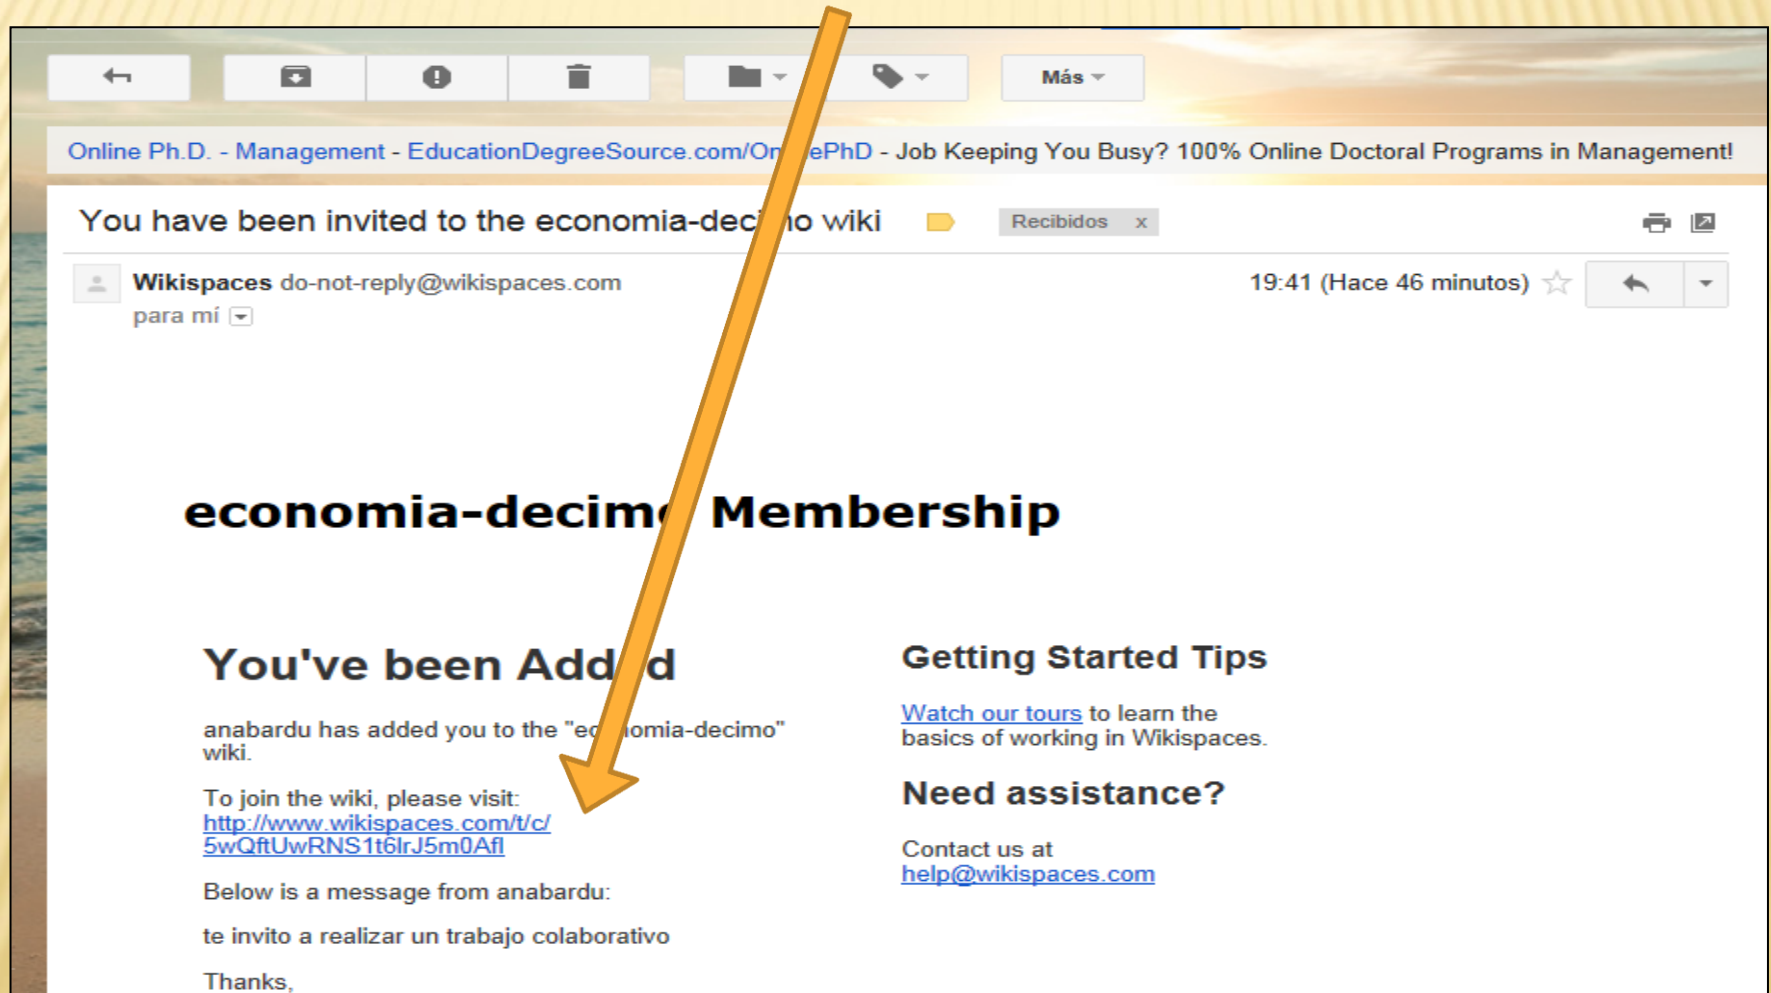 Más
Online Ph.D. - Management - EducationDegreeSource.com/On ePhD - Job Keeping You Busy? 100% Online Doctoral Programs in Management!
You have been invited to the economia-decimo wiki
Recibidos x
Wikispaces do-not-reply@wikispaces.com
19:41 (Hace 46 minutos)
para mí
economia-decimo Membership
You've been Added
anabardu has added you to the "economia-decimo"
wiki.
To join the wiki, please visit:
http://www.wikispaces.com/t/c/
5wQftUwRNS1t6lrJ5m0Afl
Below is a message from anabardu:
te invito a realizar un trabajo colaborativo
Thanks,
Getting Started Tips
Watch our tours to learn the
basics of working in Wikispaces.
Need assistance?
Contact us at
help@wikispaces.com